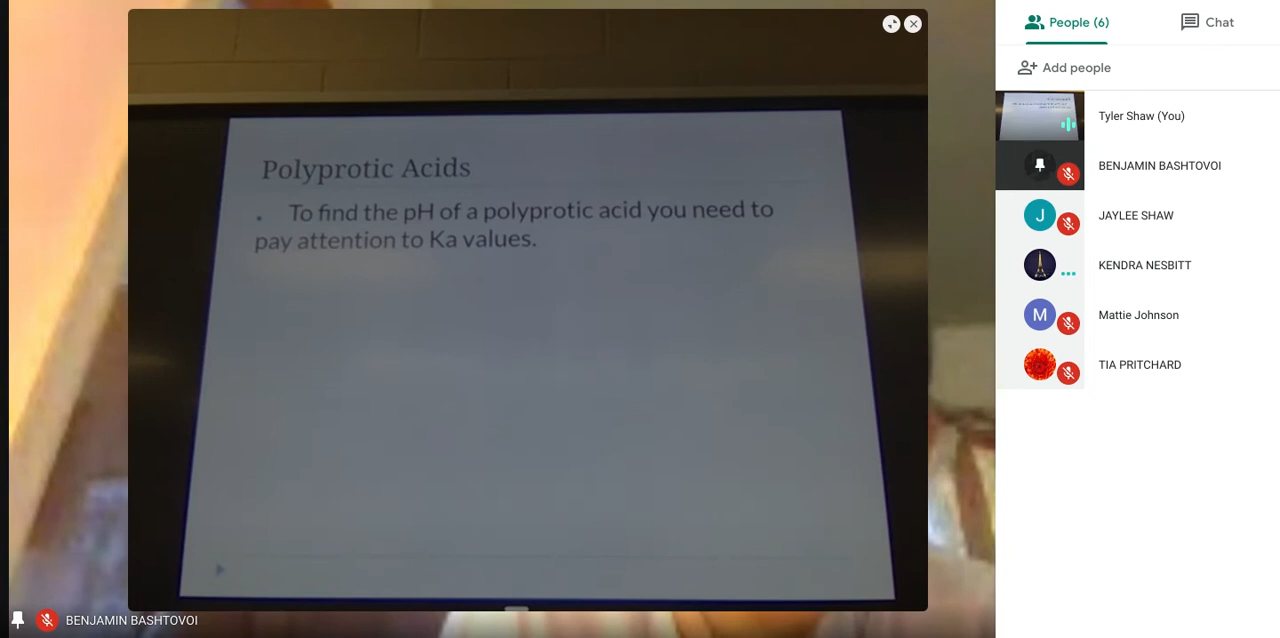 People (6)
Chat
Add people
Tyler Shaw (You)
BENJAMIN BASHTOVOI
J
JAYLEE SHAW
KENDRA NESBITT
M
Mattie Johnson
TIA PRITCHARD
Polyprotic Acids
• To find the pH of a polyprotic acid you need to
pay attention to Ka values.
BENJAMIN BASHTOVOI